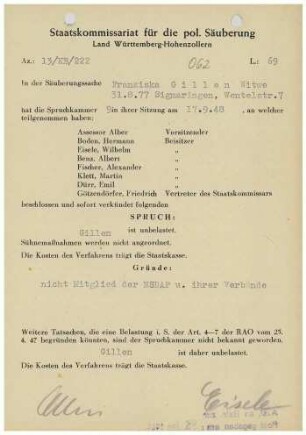 Staatskommissariat für die pol. Säuberung
Land Württemberg-Hohenzollern
Az.: 13/KB/222 062 L.: 69
In der Säuberungssache Franziska Gillen Witwe
31.8.77 Sigmaringen,
hat die Spruchkammer 9 in ihrer Sitzung am 17.9.48, an welcher
teilgenommen haben:
Assessor Alber Vorsitzender
Boden, Hermann Beisitzer
Eisele, Wilhelm „
Benz, Albert „
Fischer, Alexander „
Klett, Martin „
Dürr, Emil „
Götzendörfer, Friedrich Vertreter des Staatskommissars
beschlossen und sofort verkündet folgenden
SPRUCH:
Gillen
ist unbelastet.
Sühnemaßnahmen werden nicht angeordnet.
Die Kosten des Verfahrens trägt die Staatskasse.
Gründe:
nicht Mitglied der NSDAP u. ihrer Verbände
Weitere Tatsachen, die eine Belastung i. S. der Art. 4—7 der RAO vom 25.
4. 47 begründen könnten, sind der Spruchkammer nicht bekannt geworden.
Gillen ist daher unbelastet.
Die Kosten des Verfahrens trägt die Staatskasse.
Eisele